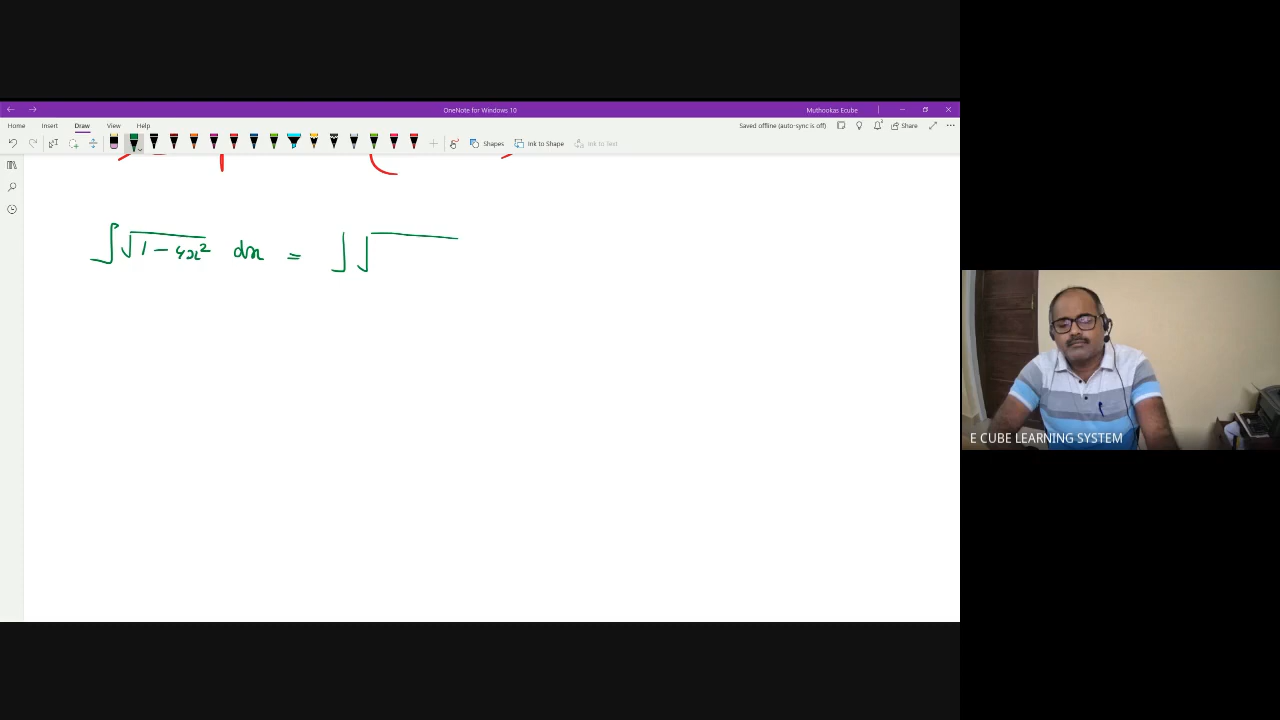 OneNote for Windows 10
Muthookas Ecube
Home Insert Draw View Help
Saved offline (auto-sync is off)
Share
Shapes
Ink to Shape
Ink to Text
∫√(1 - 4x²) dx = ∫√
E CUBE LEARNING SYSTEM